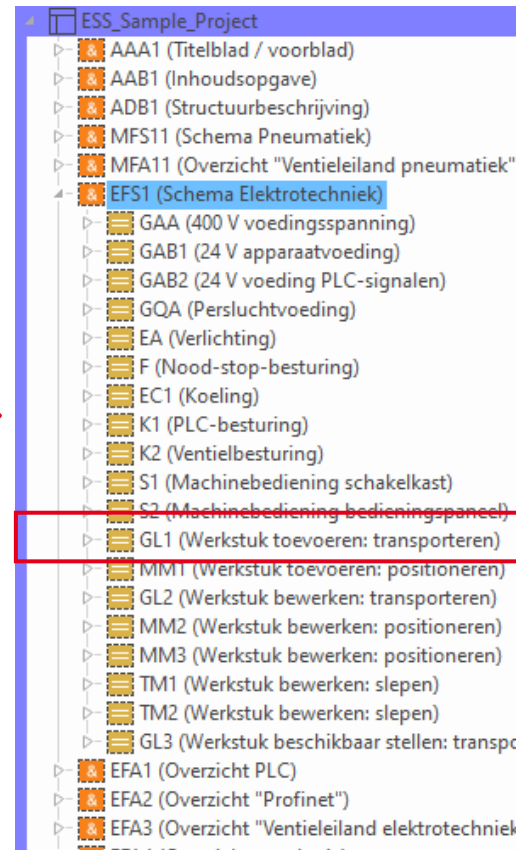 ESS_Sample_Project
& AAA1 (Titelblad / voorblad)
& AAB1 (Inhoudsopgave)
& ADB1 (Structuurbeschrijving)
& MFS11 (Schema Pneumatiek)
& MFA11 (Overzicht "Ventieleiland pneumatiek"
& EFS1 (Schema Elektrotechniek)
GAA (400 V voedingsspanning)
GAB1 (24 V apparaatvoeding)
GAB2 (24 V voeding PLC-signalen)
GQA (Persluchtvoeding)
EA (Verlichting)
F (Nood-stop-besturing)
EC1 (Koeling)
K1 (PLC-besturing)
K2 (Ventielbesturing)
S1 (Machinebediening schakelkast)
S2 (Machinebediening bedieningspaneel)
GL1 (Werkstuk toevoeren: transporteren)
MM1 (Werkstuk toevoeren: positioneren)
GL2 (Werkstuk bewerken: transporteren)
MM2 (Werkstuk bewerken: positioneren)
MM3 (Werkstuk bewerken: positioneren)
TM1 (Werkstuk bewerken: slepen)
TM2 (Werkstuk bewerken: slepen)
GL3 (Werkstuk beschikbaar stellen: transpo
& EFA1 (Overzicht PLC)
& EFA2 (Overzicht "Profinet")
& EFA3 (Overzicht "Ventieleiland elektrotechniek